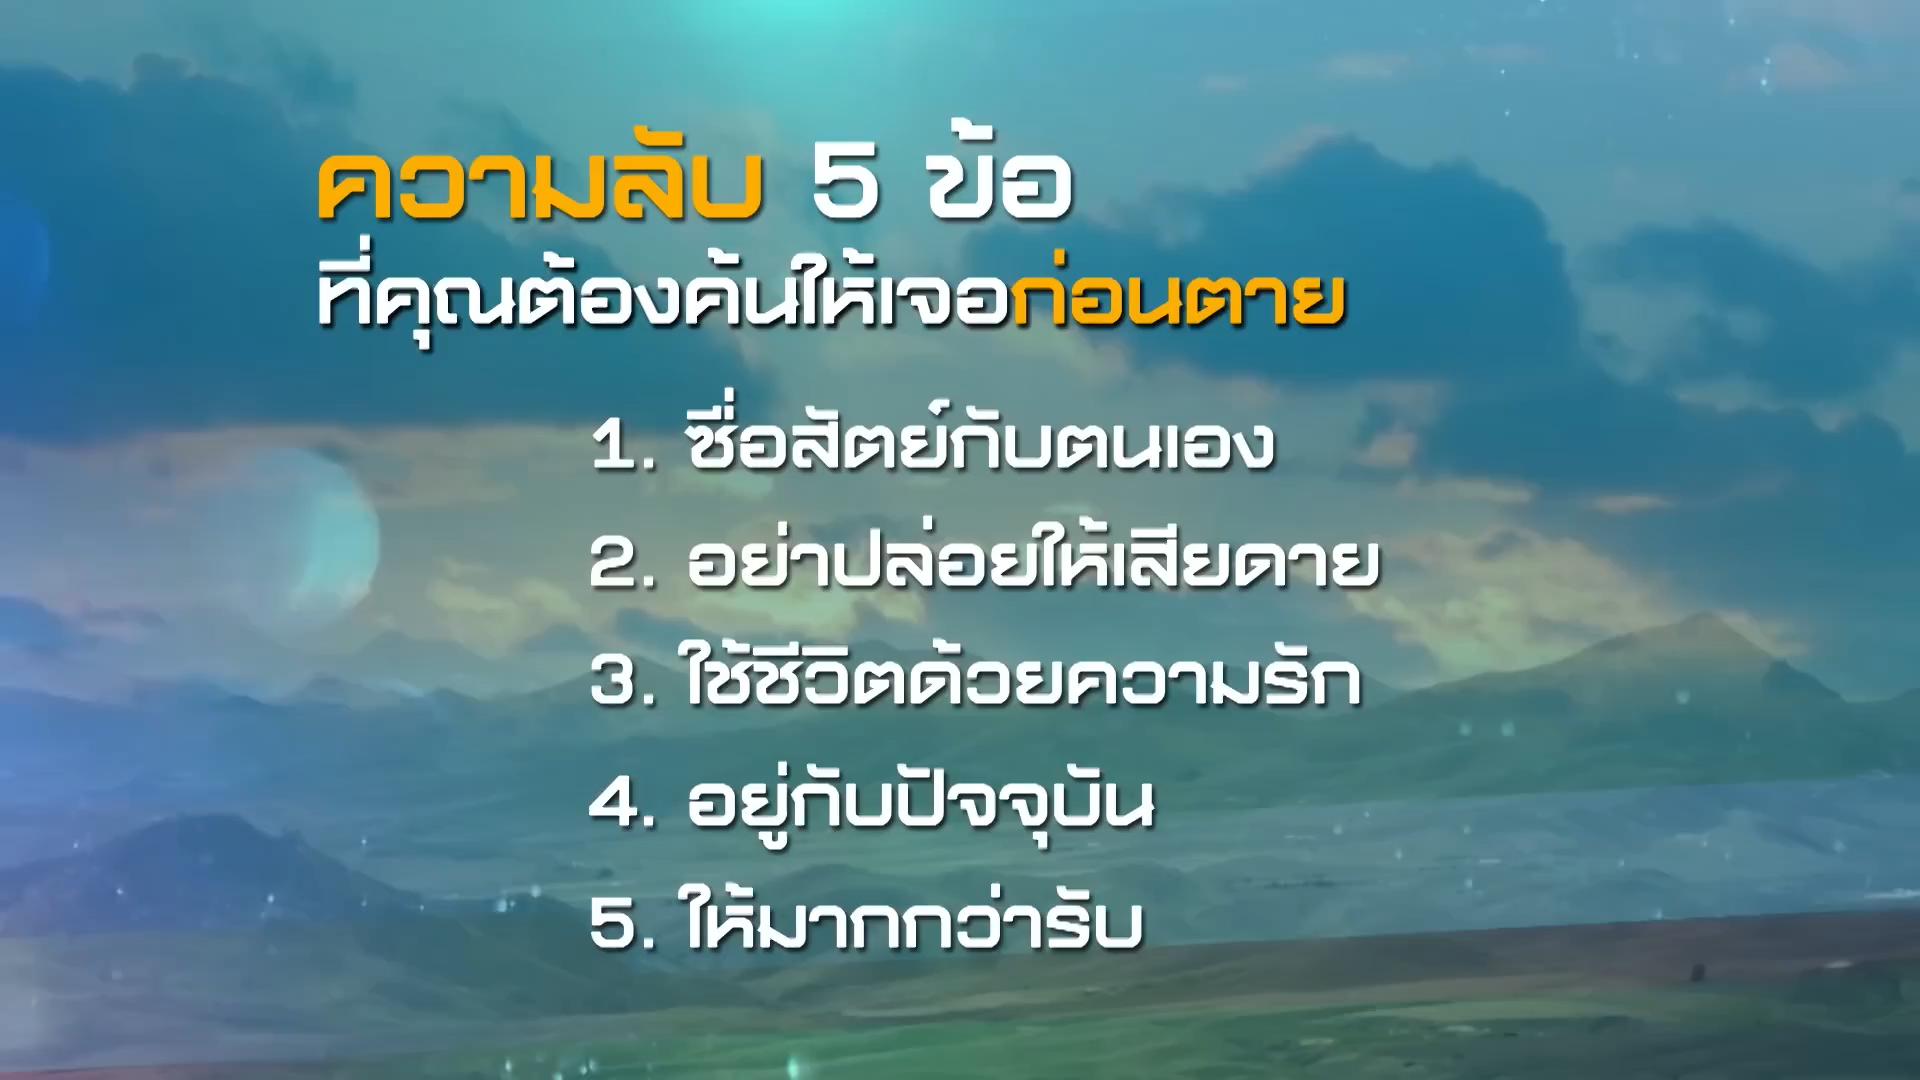 ความลับ 5 ข้อ
ที่คุณต้องค้นให้เจอก่อนตาย
1. ซื่อสัตย์กับตนเอง
2. อย่าปล่อยให้เสียดาย
3. ใช้ชีวิตด้วยความรัก
4. อยู่กับปัจจุบัน
5. ให้มากกว่ารับ